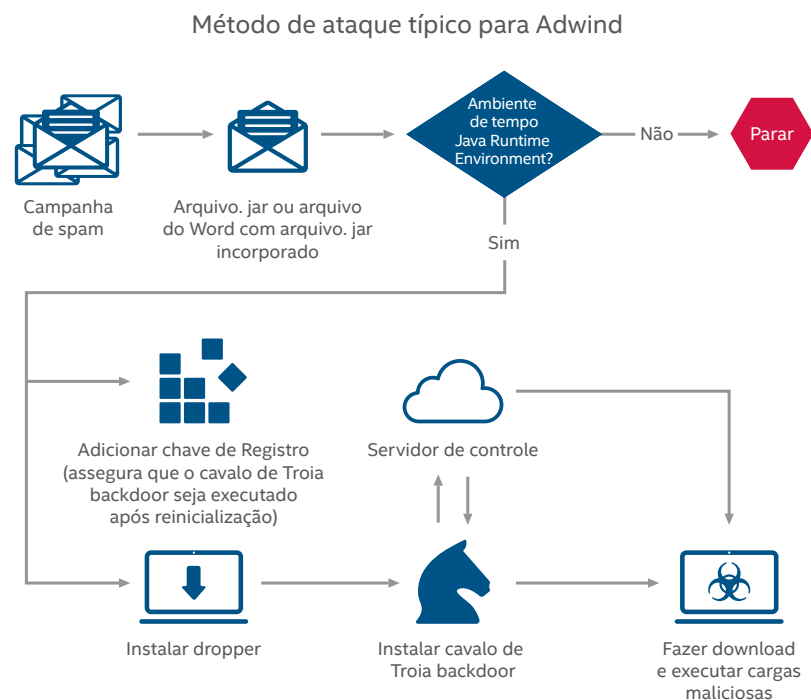 Método de ataque típico para Adwind
Campanha
de spam
Arquivo. jar ou arquivo
do Word com arquivo. jar
incorporado
Ambiente
de tempo
Java Runtime
Environment?
Não
Parar
Sim
Adicionar chave de Registro
(assegura que o cavalo de Troia
backdoor seja executado
após reinicialização)
Servidor de controle
Instalar dropper
Instalar cavalo de
Troia backdoor
Fazer download
e executar cargas
maliciosas